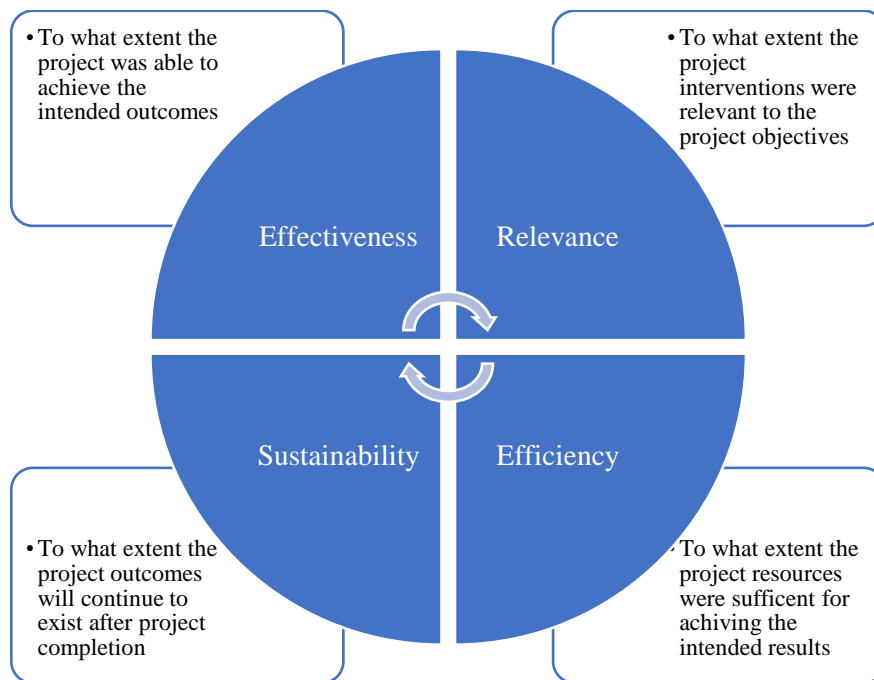 • To what extent the
project was able to
achieve the
intended outcomes
• To what extent the
project
interventions were
relevant to the
project objectives
Effectiveness
Relevance
Sustainability
Efficiency
• To what extent the
project outcomes
will continue to
exist after project
completion
• To what extent the
project resources
were sufficent for
achiving the
intended results